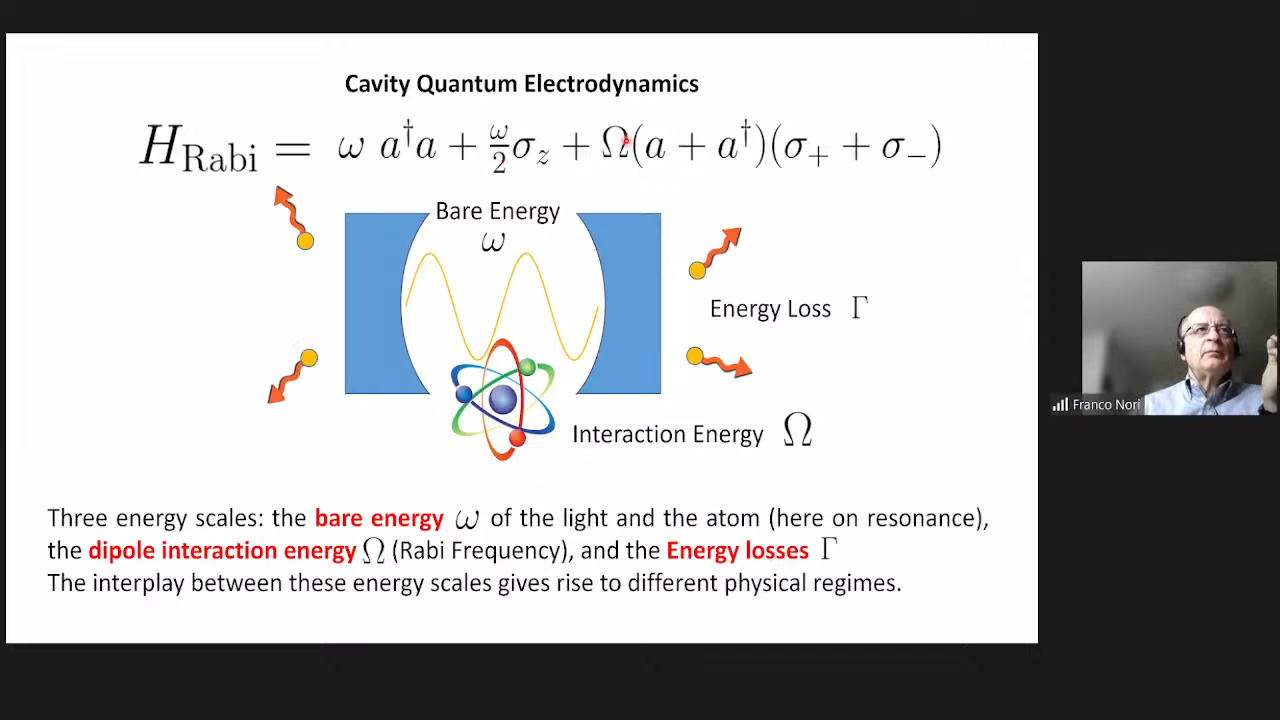 Cavity Quantum Electrodynamics
H_Rabi = ω a†a + ω/2 σ_z + Ω(a + a†)(σ_+ + σ_−)
Bare Energy
ω
Energy Loss Γ
Franco Nori
Interaction Energy Ω
Three energy scales: the bare energy ω of the light and the atom (here on resonance),
the dipole interaction energy Ω (Rabi Frequency), and the Energy losses Γ
The interplay between these energy scales gives rise to different physical regimes.